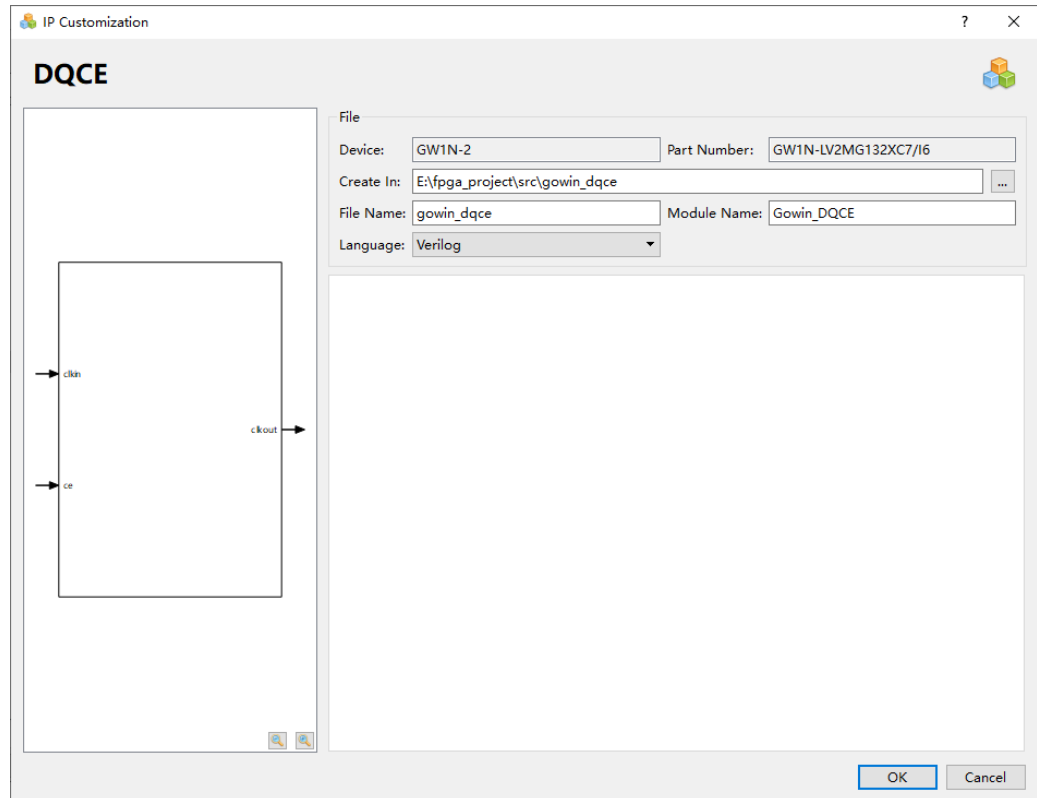 IP Customization
?
DQCE
File
Device: GW1N-2 Part Number: GW1N-LV2MG132XC7/I6
Create In: E:\fpga_project\src\gowin_dqce ...
File Name: gowin_dqce Module Name: Gowin_DQCE
Language: Verilog
clkin
clkout
ce
OK Cancel